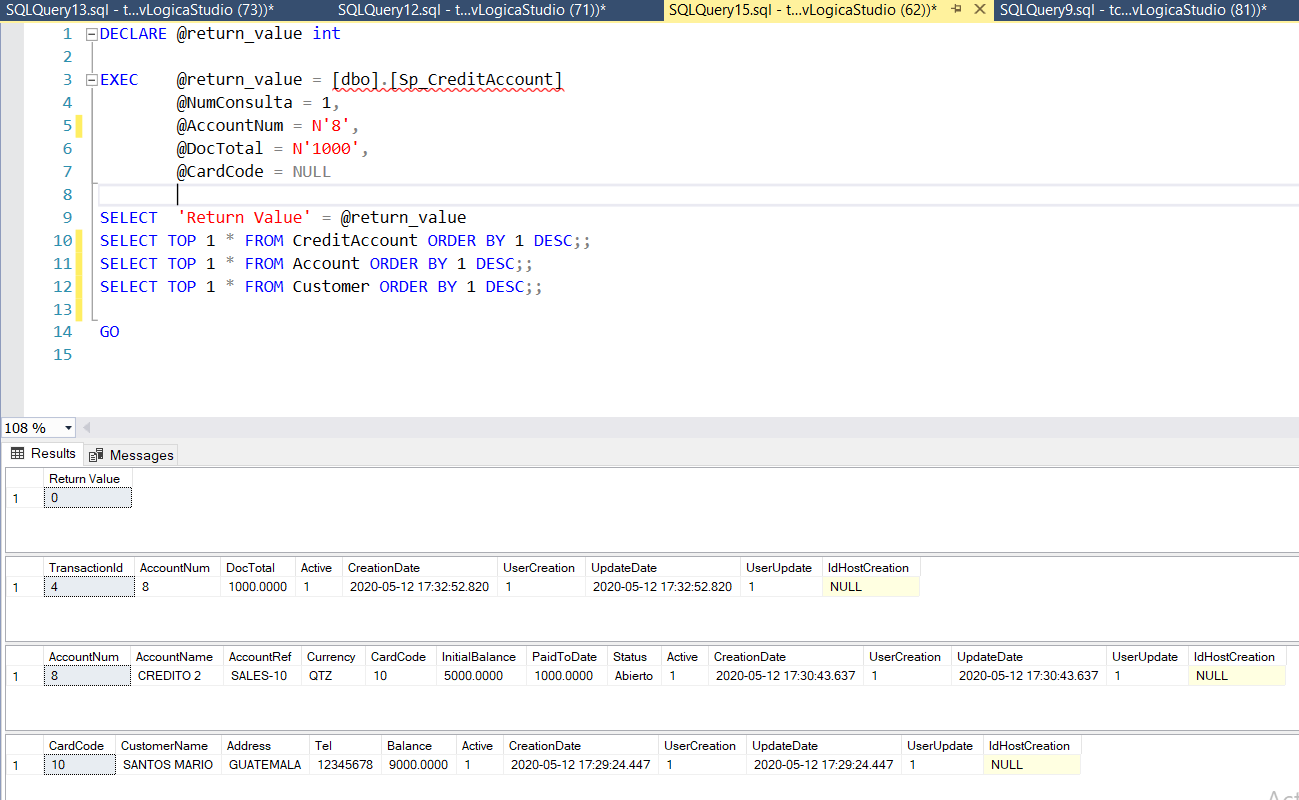 SQLQuery13.sql - t...vLogicaStudio (73))* SQLQuery12.sql - t...vLogicaStudio (71))* SQLQuery15.sql - t...vLogicaStudio (62))* SQLQuery9.sql - tc...vLogicaStudio (81))*
1 DECLARE @return_value int
2
3 EXEC @return_value = [dbo].[Sp_CreditAccount]
4 @NumConsulta = 1,
5 @AccountNum = N'8',
6 @DocTotal = N'1000',
7 @CardCode = NULL
8
9 SELECT 'Return Value' = @return_value
10 SELECT TOP 1 * FROM CreditAccount ORDER BY 1 DESC;;
11 SELECT TOP 1 * FROM Account ORDER BY 1 DESC;;
12 SELECT TOP 1 * FROM Customer ORDER BY 1 DESC;;
13
14 GO
15
108 %
Results Messages
Return Value
1 0
TransactionId AccountNum DocTotal Active CreationDate UserCreation UpdateDate UserUpdate IdHostCreation
1 4 8 1000.0000 1 2020-05-12 17:32:52.820 1 2020-05-12 17:32:52.820 1 NULL
AccountNum AccountName AccountRef Currency CardCode InitialBalance PaidToDate Status Active CreationDate UserCreation UpdateDate UserUpdate IdHostCreation
1 8 CREDITO 2 SALES-10 QTZ 10 5000.0000 1000.0000 Abierto 1 2020-05-12 17:30:43.637 1 2020-05-12 17:30:43.637 1 NULL
CardCode CustomerName Address Tel Balance Active CreationDate UserCreation UpdateDate UserUpdate IdHostCreation
1 10 SANTOS MARIO GUATEMALA 12345678 9000.0000 1 2020-05-12 17:29:24.447 1 2020-05-12 17:29:24.447 1 NULL